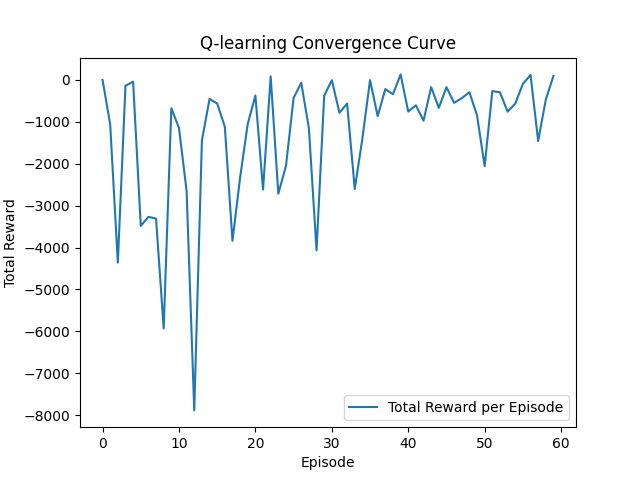 Q-learning Convergence Curve
Total Reward
0
−1000
−2000
−3000
−4000
−5000
−6000
−7000
−8000
Total Reward per Episode
0 10 20 30 40 50 60
Episode